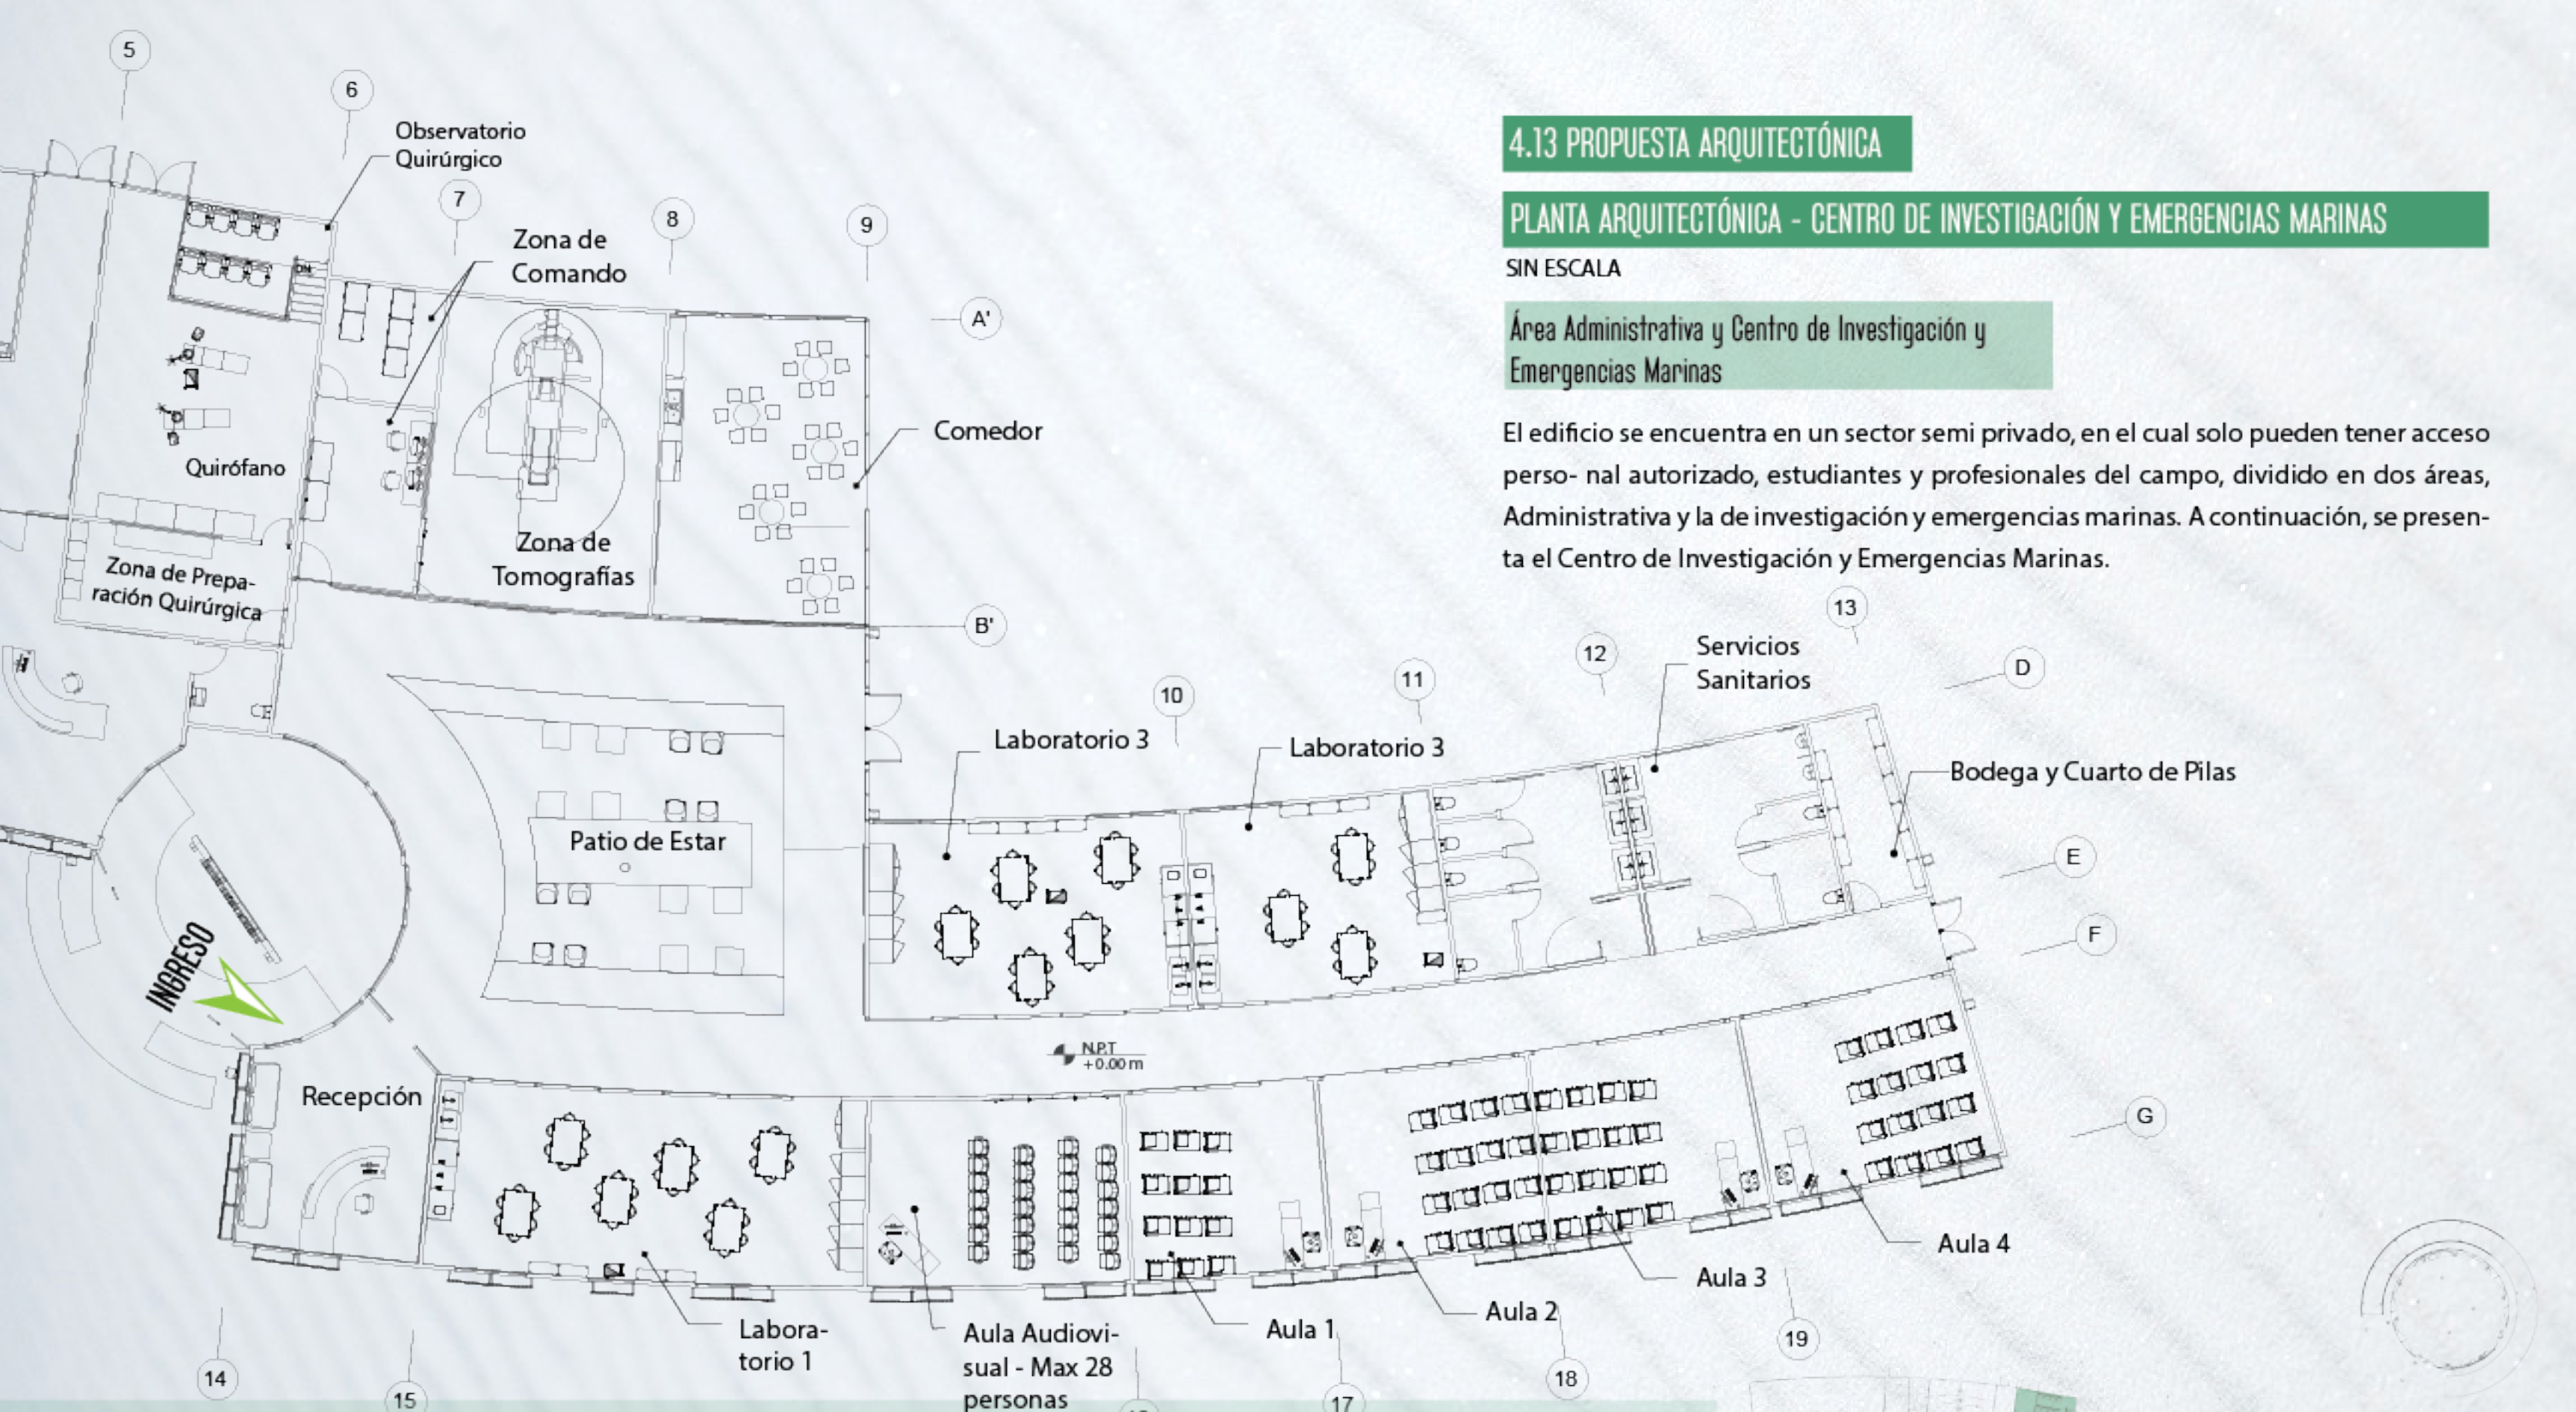 4.13 PROPUESTA ARQUITECTÓNICA
PLANTA ARQUITECTÓNICA - CENTRO DE INVESTIGACIÓN Y EMERGENCIAS MARINAS
SIN ESCALA
Área Administrativa y Centro de Investigación y
Emergencias Marinas
El edificio se encuentra en un sector semi privado, en el cual solo pueden tener acceso
perso- nal autorizado, estudiantes y profesionales del campo, dividido en dos áreas,
Administrativa y la de investigación y emergencias marinas. A continuación, se presen-
ta el Centro de Investigación y Emergencias Marinas.
5
6
Observatorio
Quirúrgico
7
8
9
Zona de
Comando
A'
Comedor
Quirófano
Zona de
Tomografías
Zona de Prepa-
ración Quirúrgica
B'
13
12
Servicios
Sanitarios
D
11
10
Laboratorio 3
Laboratorio 3
Bodega y Cuarto de Pilas
Patio de Estar
E
F
INGRESO
N.P.T
+0.00 m
Recepción
G
Aula 4
Aula 3
Aula 2
Aula 1
Labora-
torio 1
Aula Audiovi-
sual - Max 28
personas
14
15
17
18
19